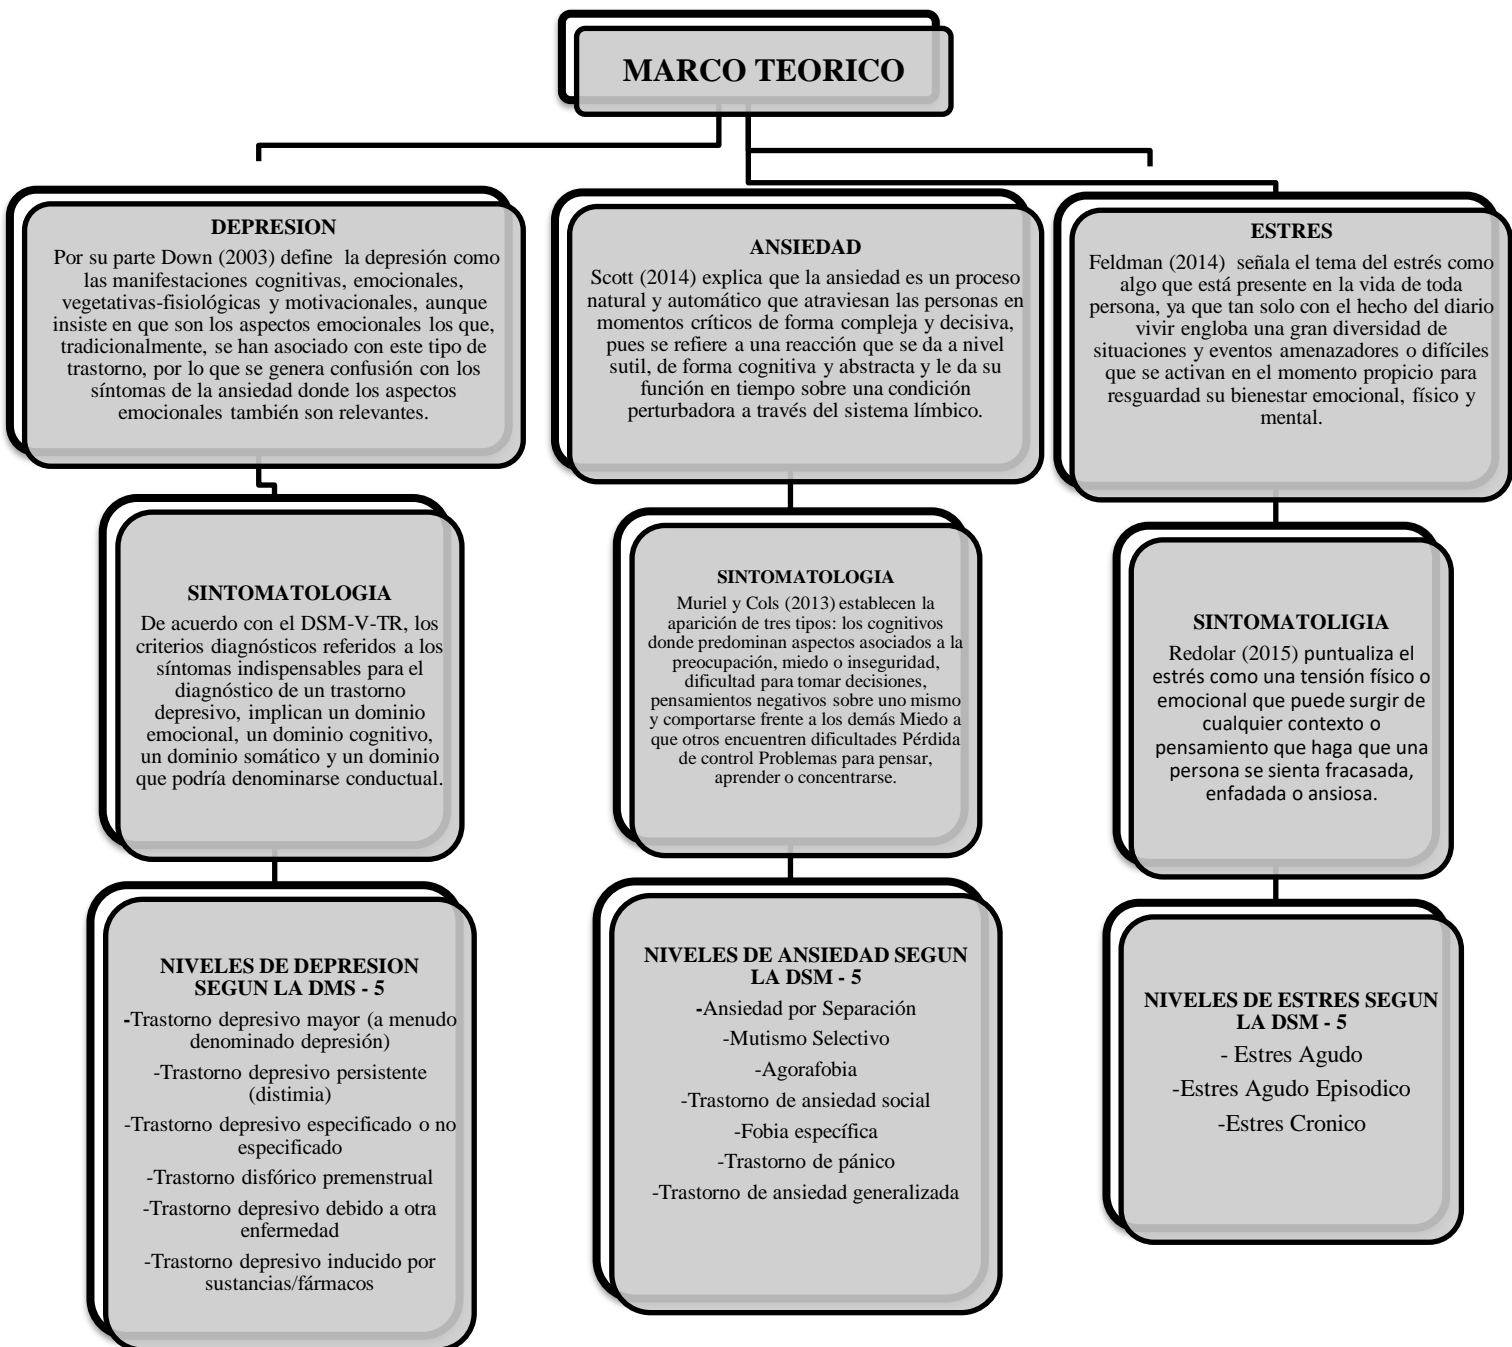 MARCO TEORICO
DEPRESION
Por su parte Down (2003) define la depresión como
las manifestaciones cognitivas, emocionales,
vegetativas-fisiológicas y motivacionales, aunque
insiste en que son los aspectos emocionales los que,
tradicionalmente, se han asociado con este tipo de
trastorno, por lo que se genera confusión con los
síntomas de la ansiedad donde los aspectos
emocionales también son relevantes.
SINTOMATOLOGIA
De acuerdo con el DSM-V-TR, los
criterios diagnósticos referidos a los
síntomas indispensables para el
diagnóstico de un trastorno
depresivo, implican un dominio
emocional, un dominio cognitivo,
un dominio somático y un dominio
que podría denominarse conductual.
NIVELES DE DEPRESION
SEGUN LA DMS - 5
-Trastorno depresivo mayor (a menudo
denominado depresión)
-Trastorno depresivo persistente
(distimia)
-Trastorno depresivo especificado o no
especificado
-Trastorno disfórico premenstrual
-Trastorno depresivo debido a otra
enfermedad
-Trastorno depresivo inducido por
sustancias/fármacos
ANSIEDAD
Scott (2014) explica que la ansiedad es un proceso
natural y automático que atraviesan las personas en
momentos críticos de forma compleja y decisiva,
pues se refiere a una reacción que se da a nivel
sutil, de forma cognitiva y abstracta y le da su
función en tiempo sobre una condición
perturbadora a través del sistema límbico.
SINTOMATOLOGIA
Muriel y Cols (2013) establecen la
aparición de tres tipos: los cognitivos
donde predominan aspectos asociados a la
preocupación, miedo o inseguridad,
dificultad para tomar decisiones,
pensamientos negativos sobre uno mismo
y comportarse frente a los demás Miedo a
que otros encuentren dificultades Pérdida
de control Problemas para pensar,
aprender o concentrarse.
NIVELES DE ANSIEDAD SEGUN
LA DSM - 5
-Ansiedad por Separación
-Mutismo Selectivo
-Agorafobia
-Trastorno de ansiedad social
-Fobia específica
-Trastorno de pánico
-Trastorno de ansiedad generalizada
ESTRES
Feldman (2014) señala el tema del estrés como
algo que está presente en la vida de toda
persona, ya que tan solo con el hecho del diario
vivir engloba una gran diversidad de
situaciones y eventos amenazadores o difíciles
que se activan en el momento propicio para
resguardad su bienestar emocional, físico y
mental.
SINTOMATOLIGIA
Redolar (2015) puntualiza el
estrés como una tensión físico o
emocional que puede surgir de
cualquier contexto o
pensamiento que haga que una
persona se sienta fracasada,
enfadada o ansiosa.
NIVELES DE ESTRES SEGUN
LA DSM - 5
- Estres Agudo
-Estres Agudo Episodico
-Estres Cronico